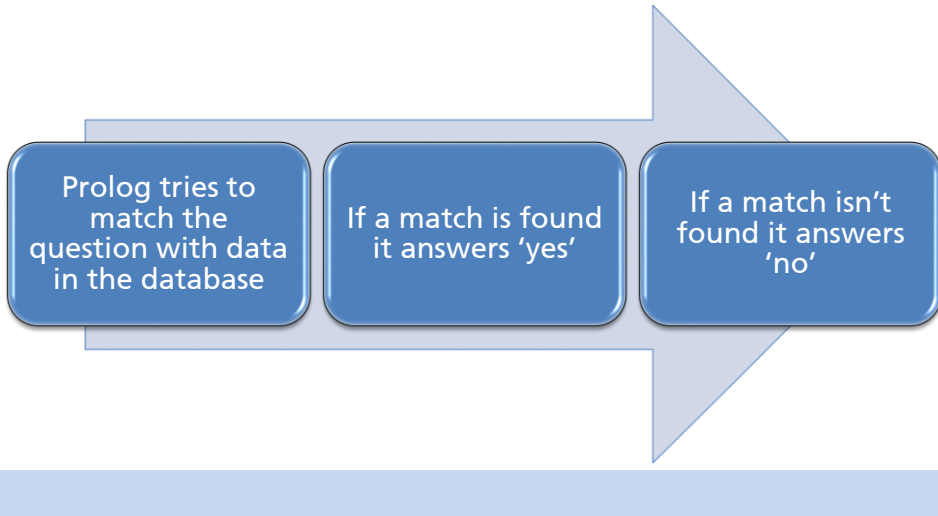 Prolog tries to
match the
question with data
in the database
If a match is found
it answers ‘yes’
If a match isn’t
found it answers
‘no’